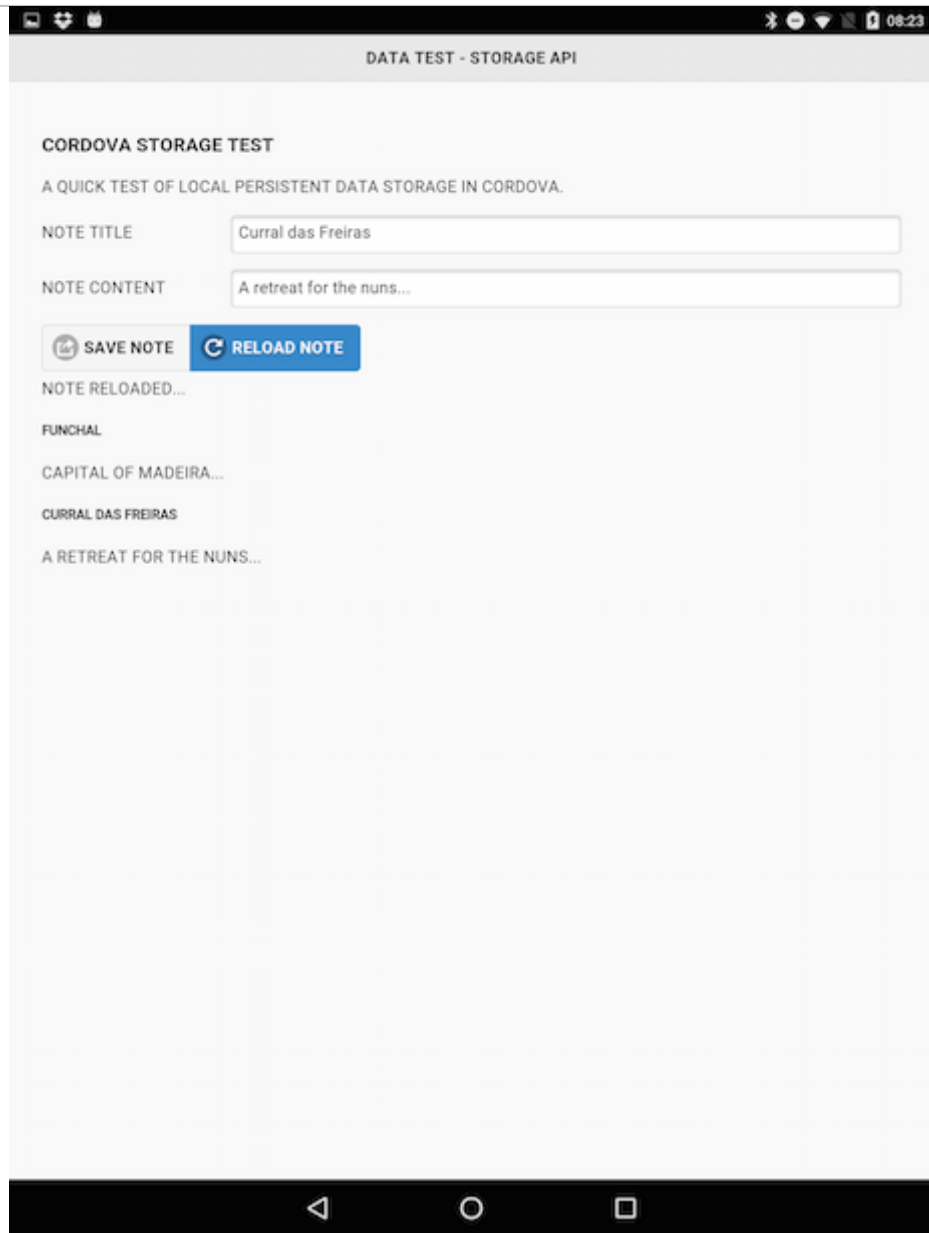 08:23
DATA TEST - STORAGE API
CORDOVA STORAGE TEST
A QUICK TEST OF LOCAL PERSISTENT DATA STORAGE IN CORDOVA.
NOTE TITLE Curral das Freiras
NOTE CONTENT A retreat for the nuns...
SAVE NOTE RELOAD NOTE
NOTE RELOADED...
FUNCHAL
CAPITAL OF MADEIRA...
CURRAL DAS FREIRAS
A RETREAT FOR THE NUNS...